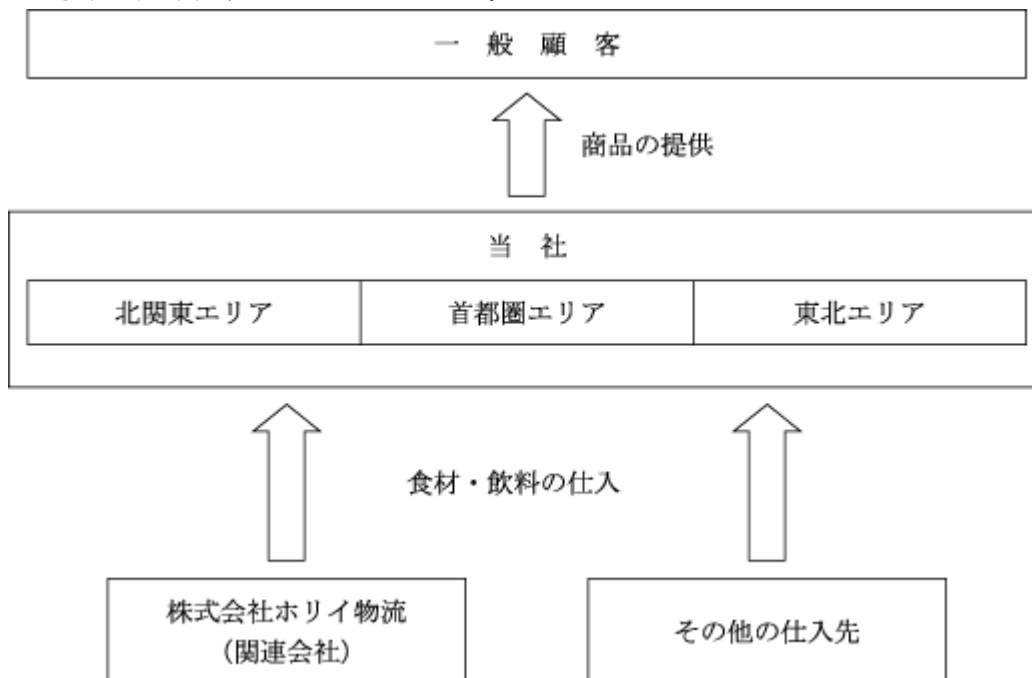 一般顧客
商品の提供
当社
北関東エリア
首都圏エリア
東北エリア
食材・飲料の仕入
株式会社ホリイ物流
(関連会社)
その他の仕入先